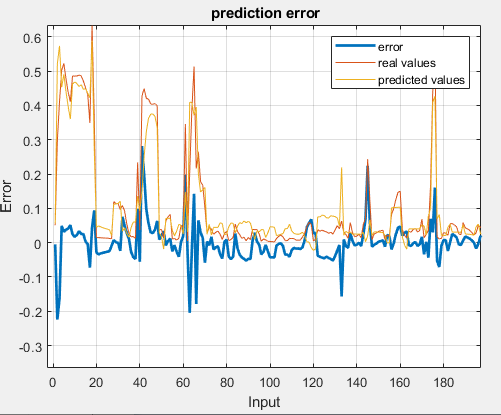 prediction error
error
real values
predicted values
0.6
0.5
0.4
0.3
0.2
0.1
0
-0.1
-0.2
-0.3
Error
0 20 40 60 80 100 120 140 160 180
Input